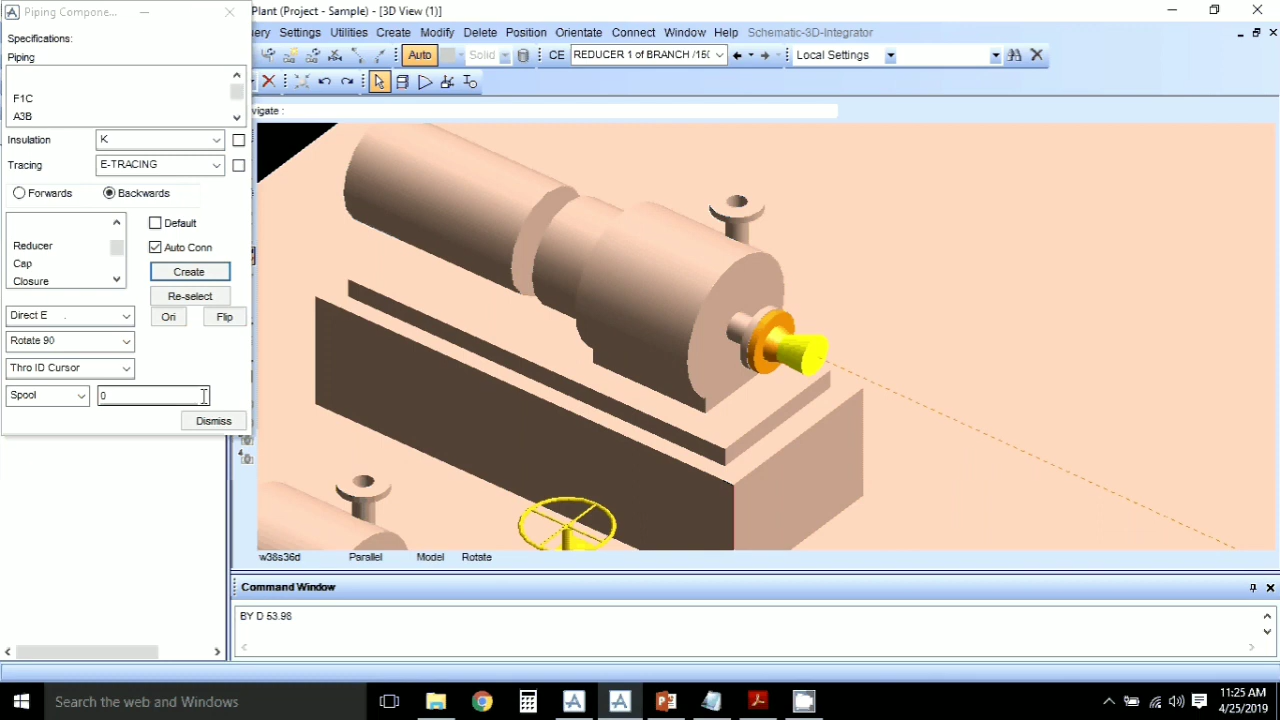 Piping Compone...
Plant (Project - Sample) - [3D View (1)]
Settings Utilities Create Modify Delete Position Orientate Connect Window Help Schematic-3D-Integrator
Specifications:
Piping
F1C
A3B
Auto Solid CE REDUCER 1 of BRANCH /150 Local Settings
Insulation K
Tracing E-TRACING
Forwards Backwards
Reducer
Cap
Closure
Default
Auto Conn
Create
Re-select
Direct E Ori Flip
Rotate 90
Thro ID Cursor
Spool 0
Dismiss
w38s36d Parallel Model Rotate
Command Window
BY D 53.98
Search the web and Windows
11:25 AM
4/25/2019